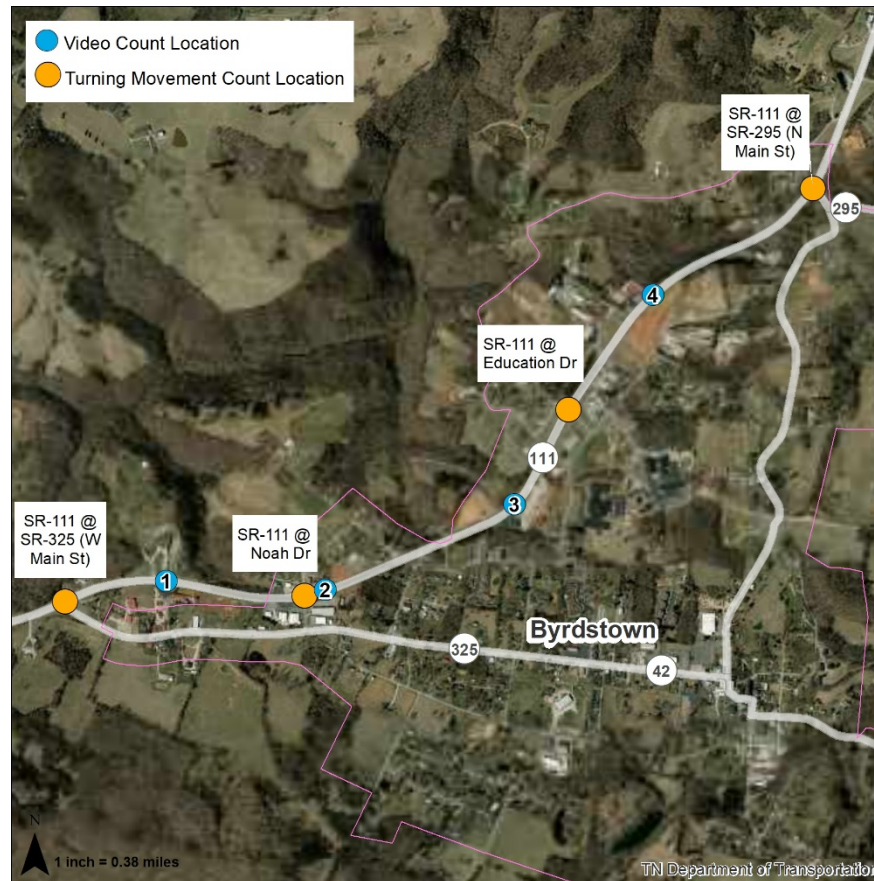 Video Count Location
Turning Movement Count Location
SR-111 @
SR-295 (N
Main St)
295
4
SR-111 @
Education Dr
111
3
SR-111 @
SR-325 (W
Main St)
SR-111 @
Noah Dr
1
2
Byrdstown
325
42
N
1 inch = 0.38 miles
TN Department of Transportation